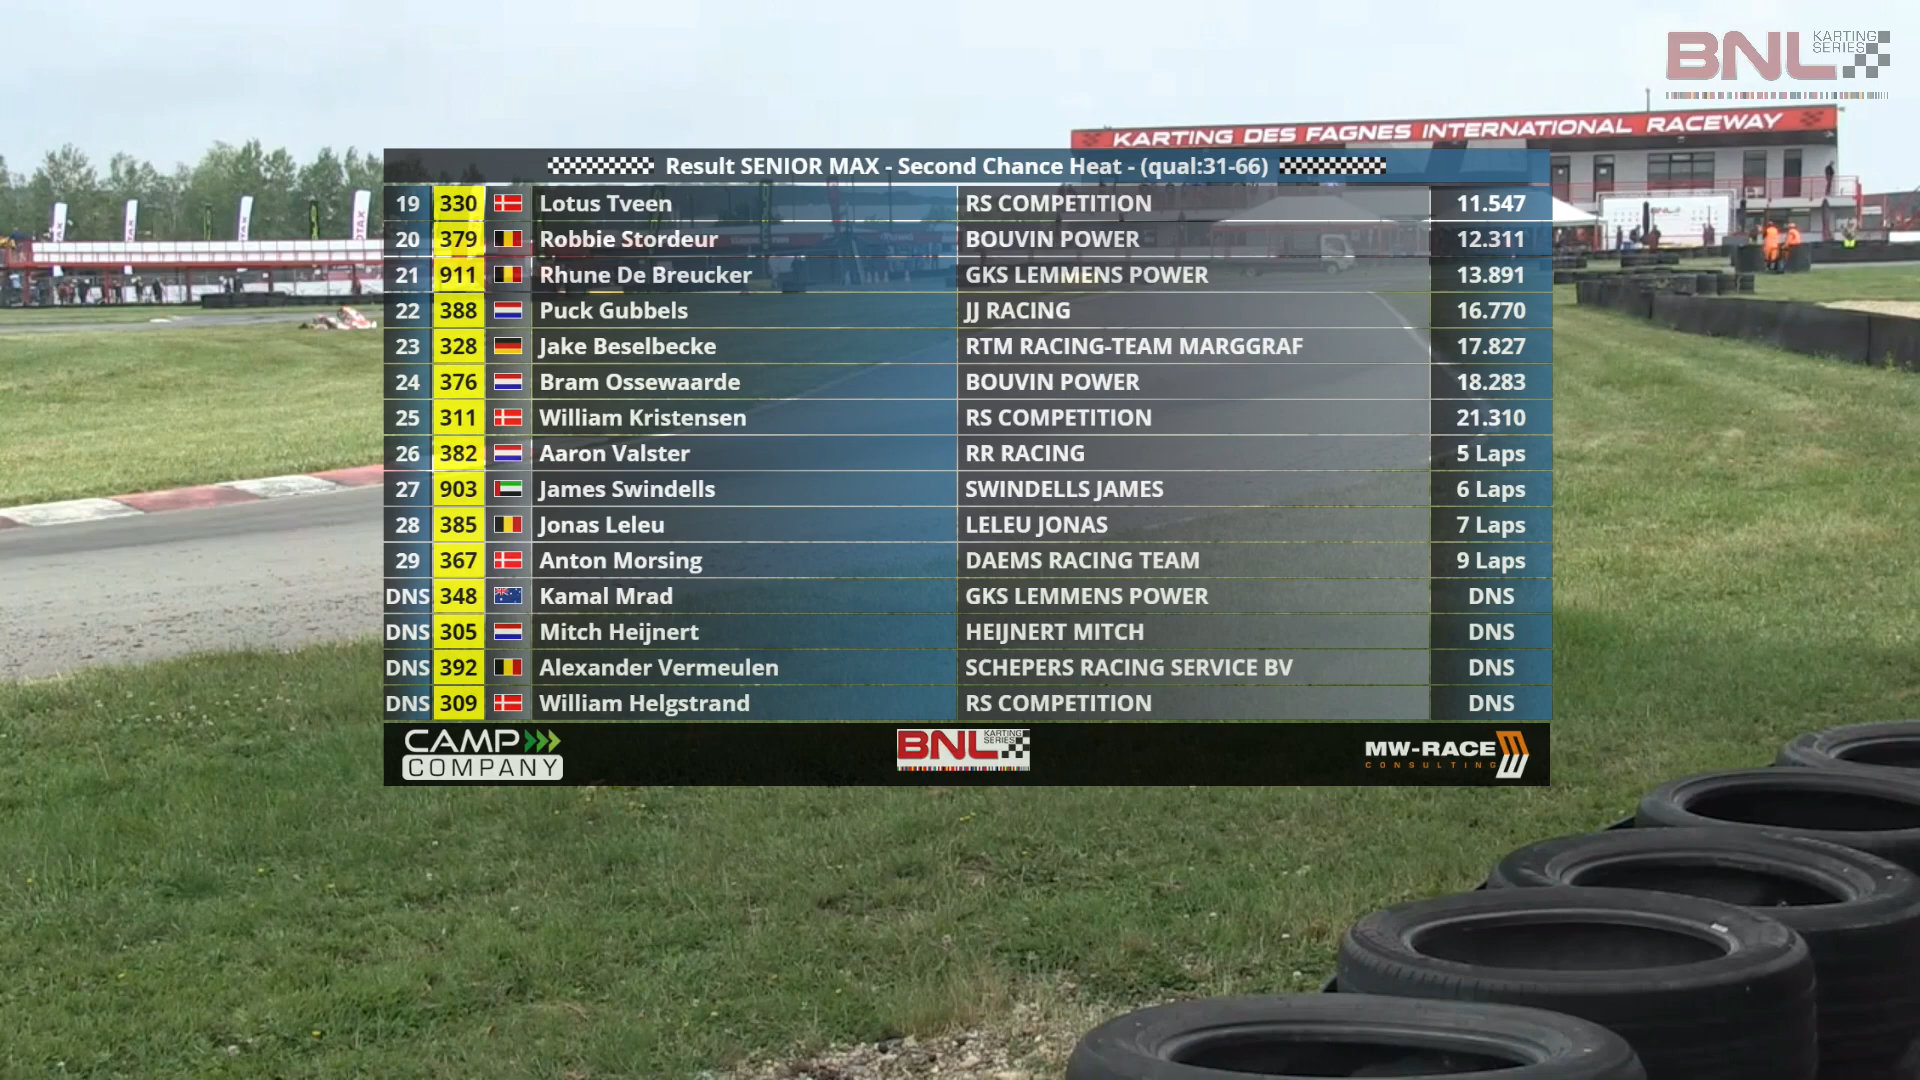 BNL KARTING SERIES
KARTING DES FAGNES INTERNATIONAL RACEWAY
Result SENIOR MAX - Second Chance Heat - (qual:31-66)
19 330 Lotus Tveen RS COMPETITION 11.547
20 379 Robbie Stordeur BOUVIN POWER 12.311
21 911 Rhune De Breucker GKS LEMMENS POWER 13.891
22 388 Puck Gubbels JJ RACING 16.770
23 328 Jake Beselbecke RTM RACING-TEAM MARGGRAF 17.827
24 376 Bram Ossewaarde BOUVIN POWER 18.283
25 311 William Kristensen RS COMPETITION 21.310
26 382 Aaron Valster RR RACING 5 Laps
27 903 James Swindells SWINDELLS JAMES 6 Laps
28 385 Jonas Leleu LELEU JONAS 7 Laps
29 367 Anton Morsing DAEMS RACING TEAM 9 Laps
DNS 348 Kamal Mrad GKS LEMMENS POWER DNS
DNS 305 Mitch Heijnert HEIJNERT MITCH DNS
DNS 392 Alexander Vermeulen SCHEPERS RACING SERVICE BV DNS
DNS 309 William Helgstrand RS COMPETITION DNS
CAMP COMPANY
BNL KARTING SERIES
MW-RACE CONSULTING